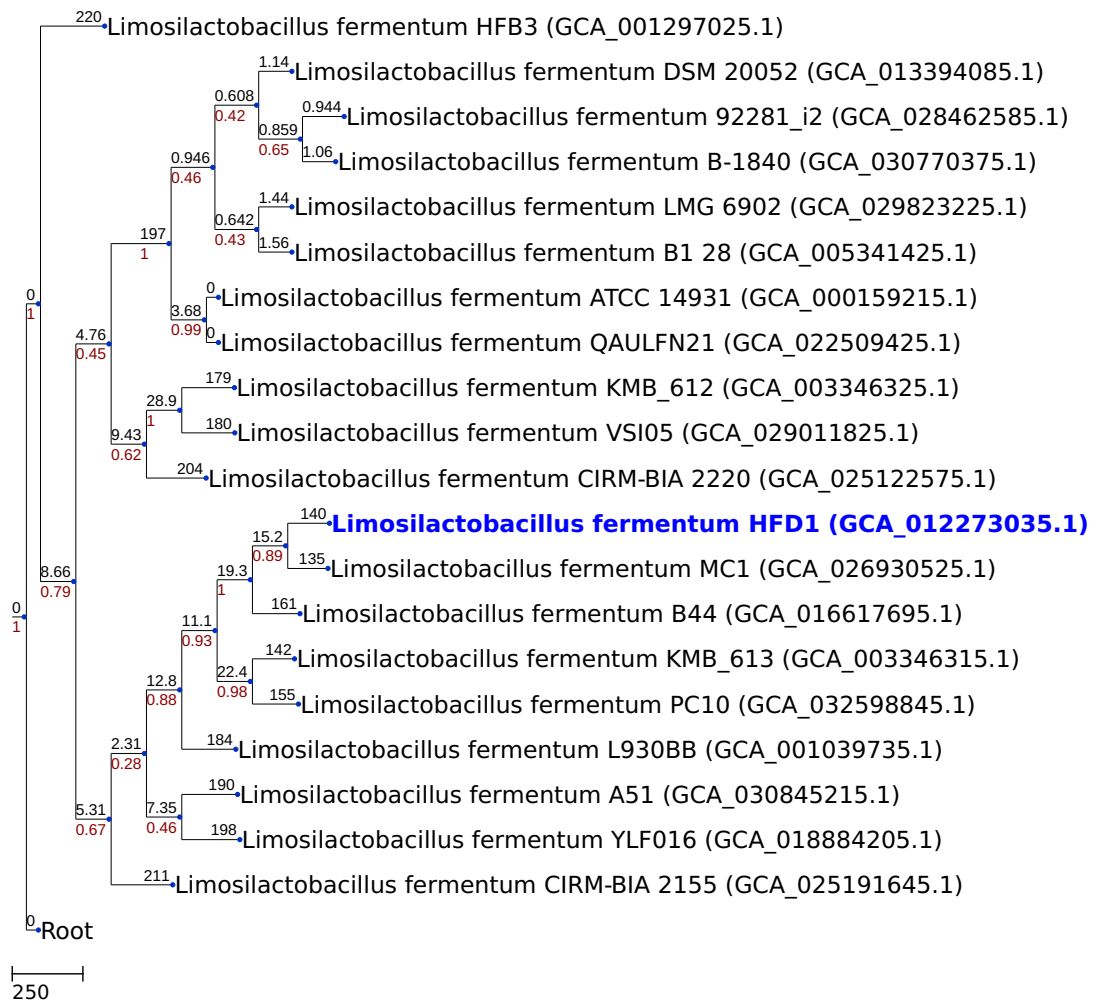 220
Limosilactobacillus fermentum HFB3 (GCA_001297025.1)
1.14
Limosilactobacillus fermentum DSM 20052 (GCA_013394085.1)
0.608
0.42
0.944
Limosilactobacillus fermentum 92281_i2 (GCA_028462585.1)
0.859
0.65
1.06
Limosilactobacillus fermentum B-1840 (GCA_030770375.1)
0.946
0.46
1.44
Limosilactobacillus fermentum LMG 6902 (GCA_029823225.1)
0.642
0.43
1.56
Limosilactobacillus fermentum B1 28 (GCA_005341425.1)
197
1
0
Limosilactobacillus fermentum ATCC 14931 (GCA_000159215.1)
3.68
0.99
0
Limosilactobacillus fermentum QAULFN21 (GCA_022509425.1)
0
1
4.76
0.45
179
Limosilactobacillus fermentum KMB_612 (GCA_003346325.1)
28.9
1
180
Limosilactobacillus fermentum VSI05 (GCA_029011825.1)
9.43
0.62
204
Limosilactobacillus fermentum CIRM-BIA 2220 (GCA_025122575.1)
140
Limosilactobacillus fermentum HFD1 (GCA_012273035.1)
15.2
0.89
135
Limosilactobacillus fermentum MC1 (GCA_026930525.1)
8.66
0.79
19.3
1
161
Limosilactobacillus fermentum B44 (GCA_016617695.1)
0
1
11.1
0.93
142
Limosilactobacillus fermentum KMB_613 (GCA_003346315.1)
22.4
0.98
155
Limosilactobacillus fermentum PC10 (GCA_032598845.1)
12.8
0.88
184
Limosilactobacillus fermentum L930BB (GCA_001039735.1)
2.31
0.28
190
Limosilactobacillus fermentum A51 (GCA_030845215.1)
7.35
0.46
5.31
0.67
198
Limosilactobacillus fermentum YLF016 (GCA_018884205.1)
211
Limosilactobacillus fermentum CIRM-BIA 2155 (GCA_025191645.1)
0
Root
250